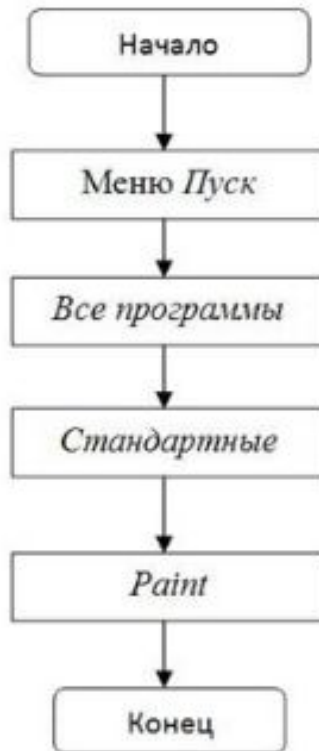 Начало
Меню Пуск
Все программы
Стандартные
Paint
Конец